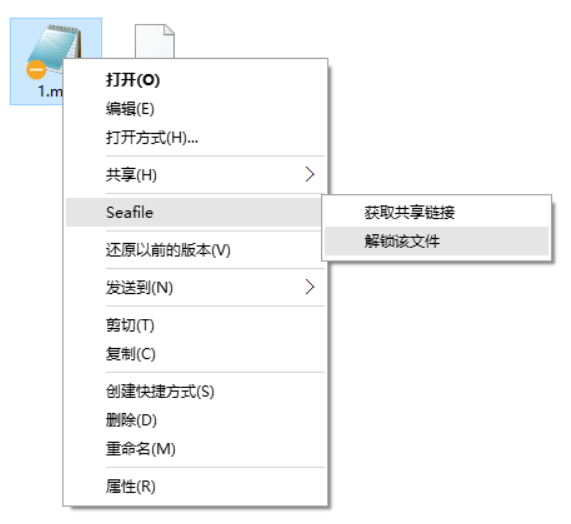 1.m
打开(O)
编辑(E)
打开方式(H)...
共享(H)
Seafile
获取共享链接
解锁该文件
还原以前的版本(V)
发送到(N)
剪切(T)
复制(C)
创建快捷方式(S)
删除(D)
重命名(M)
属性(R)